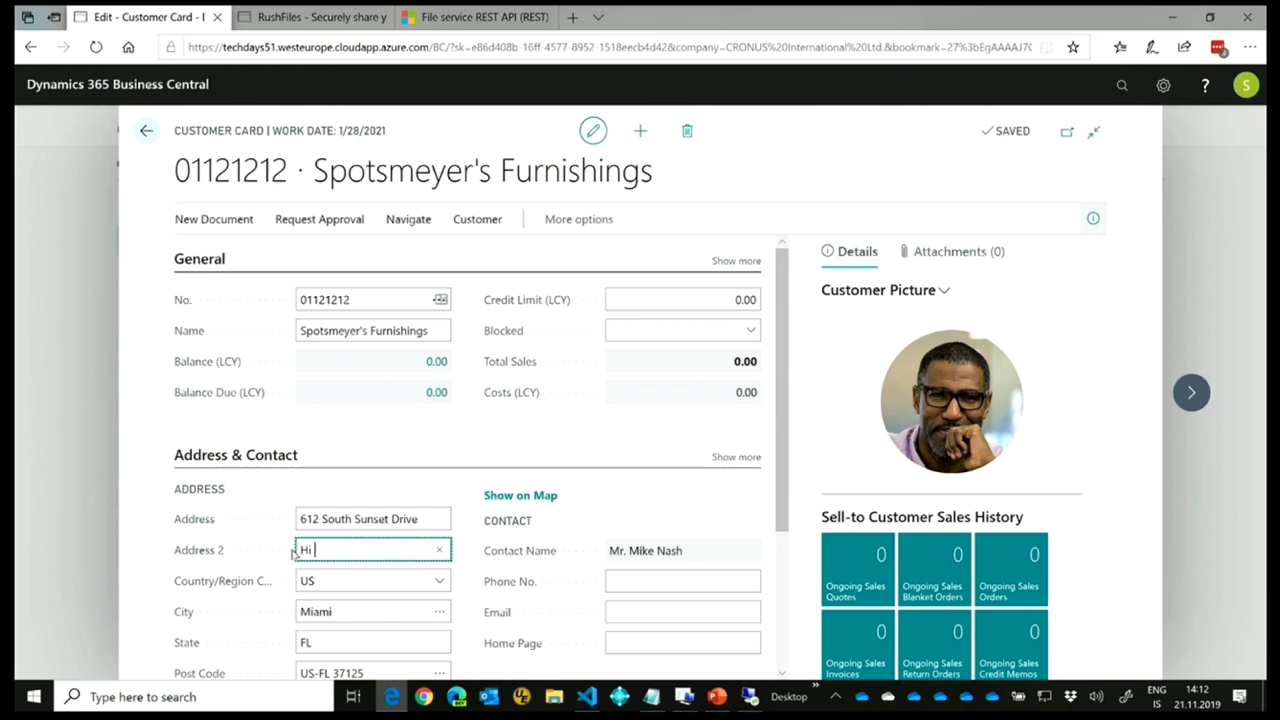 Edit - Customer Card - I
RushFiles - Securely share y
File service REST API (REST)
https://techdays51.westeurope.cloudapp.azure.com/BC/?sk=e86d408b-16ff-4577-8952-1518eecb4d42&company=CRONUS%20International%20Ltd.&bookmark=27%3bEgAAAAJ7C
Dynamics 365 Business Central
S
CUSTOMER CARD | WORK DATE: 1/28/2021
SAVED
01121212 · Spotsmeyer's Furnishings
New Document Request Approval Navigate Customer More options
General
Show more
Details
Attachments (0)
No. 01121212
Credit Limit (LCY) 0.00
Customer Picture
Name Spotsmeyer's Furnishings
Blocked
Balance (LCY) 0.00
Total Sales 0.00
Balance Due (LCY) 0.00
Costs (LCY) 0.00
Address & Contact
Show more
ADDRESS
Show on Map
Address 612 South Sunset Drive
CONTACT
Sell-to Customer Sales History
Address 2 Hi
Contact Name Mr. Mike Nash
0 0 0
Country/Region C... US
Phone No.
Ongoing Sales Quotes
Ongoing Sales Blanket Orders
Ongoing Sales Orders
City Miami
Email
State FL
Home Page
0 0 0
Post Code US-FL 37125
Ongoing Sales Invoices
Ongoing Sales Return Orders
Ongoing Sales Credit Memos
Type here to search
Desktop
ENG
IS
14:12
21.11.2019